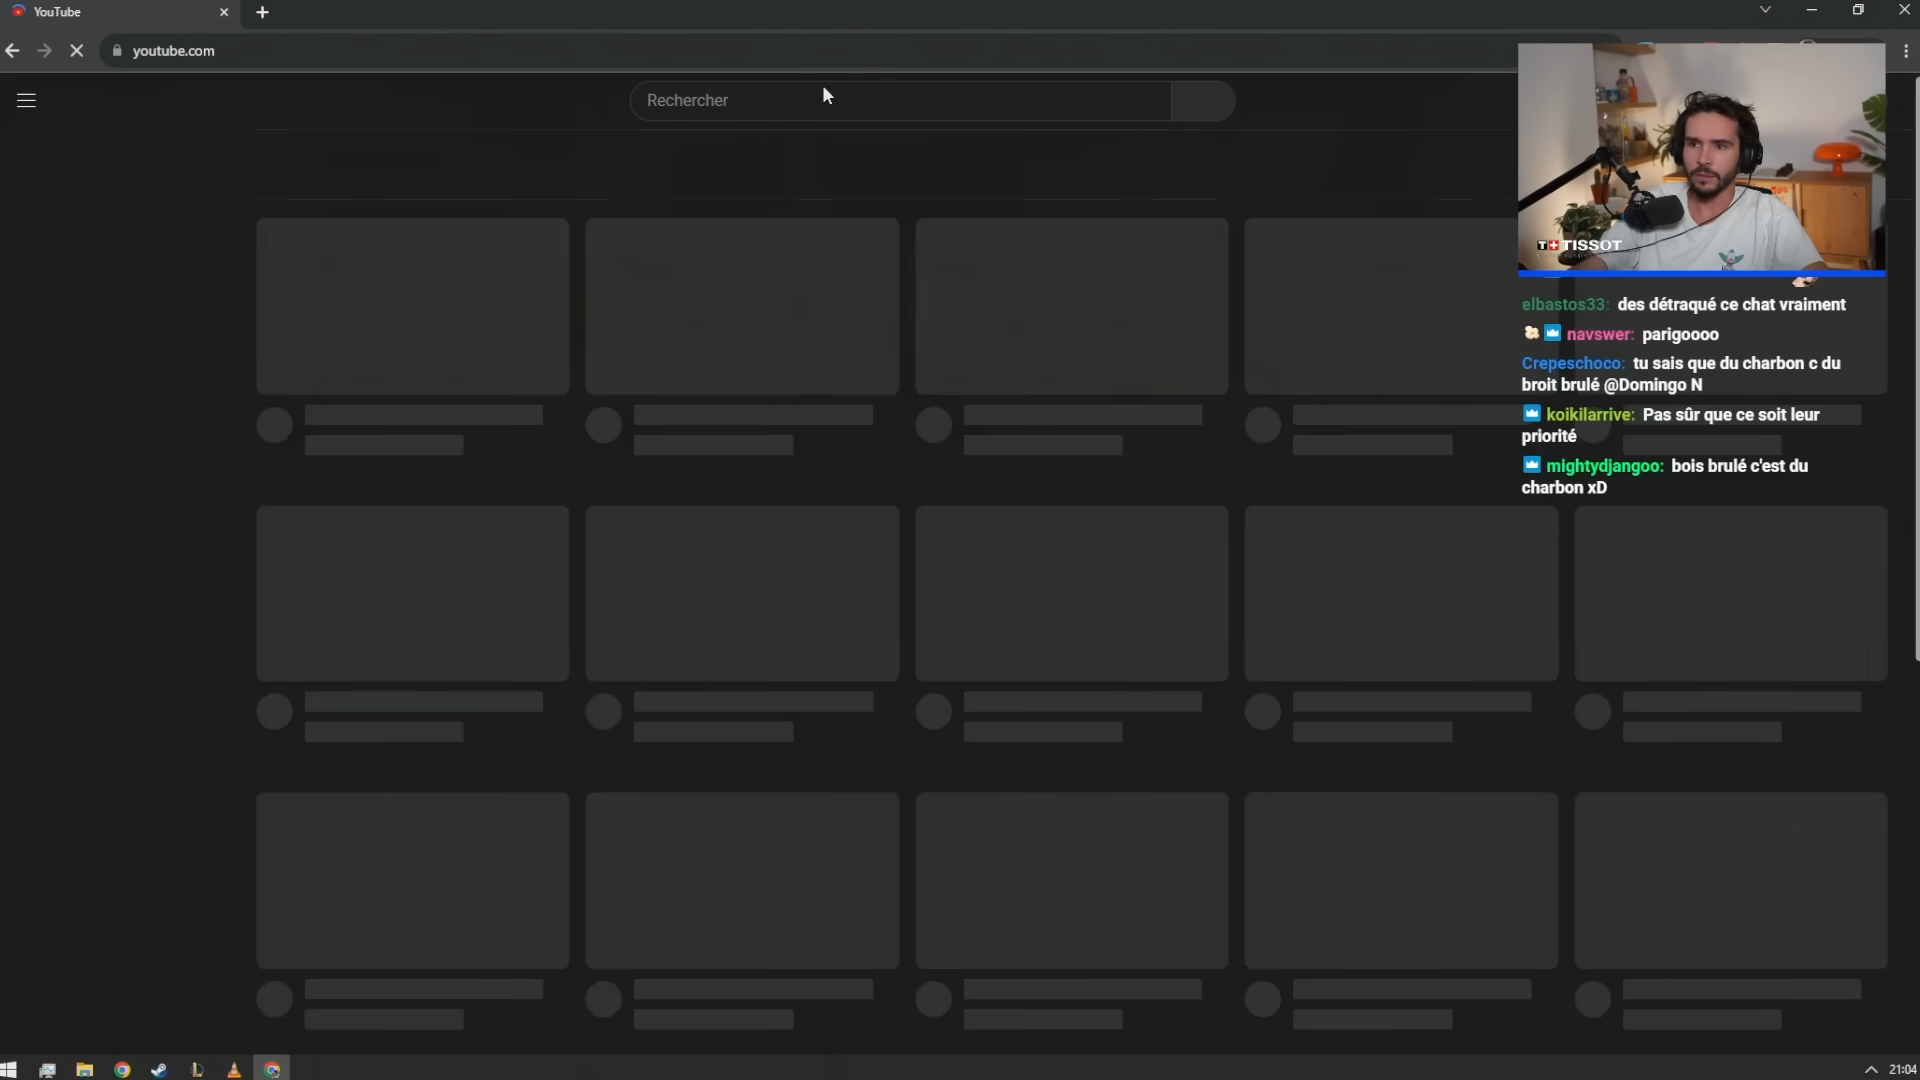 YouTube
youtube.com
Rechercher
TISSOT
elbastos33: des détraqué ce chat vraiment
navswer: parigoooo
Crepeschoco: tu sais que du charbon c du
broit brulé @Domingo N
koikilarrive: Pas sûr que ce soit leur
priorité
mightydjangoo: bois brulé c'est du
charbon xD
21:04